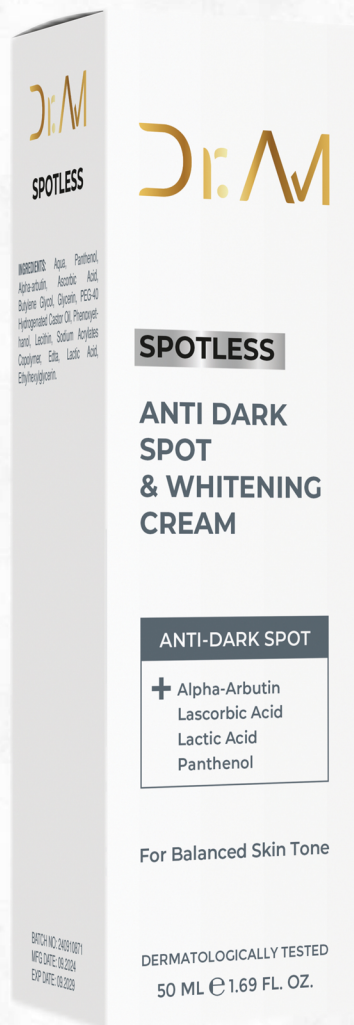 Dr. AM
SPOTLESS
INGREDIENTS: Aqua, Panthenol,
Alpha-arbutin, Ascorbic Acid,
Butylene Glycol, Glycerin, PEG-40
Hydrogenated Castor Oil, Phenoxyet-
hanol, Lecithin, Sodium Acrylates
Copolymer, Edta, Lactic Acid,
Ethylhexylglycerin.
BATCH NO: 240910871
MFG DATE: 09.2024
EXP DATE: 09.2029
Dr. AM
SPOTLESS
ANTI DARK
SPOT
& WHITENING
CREAM
ANTI-DARK SPOT
+ Alpha-Arbutin
Lascorbic Acid
Lactic Acid
Panthenol
For Balanced Skin Tone
DERMATOLOGICALLY TESTED
50 ML ℮ 1.69 FL. OZ.